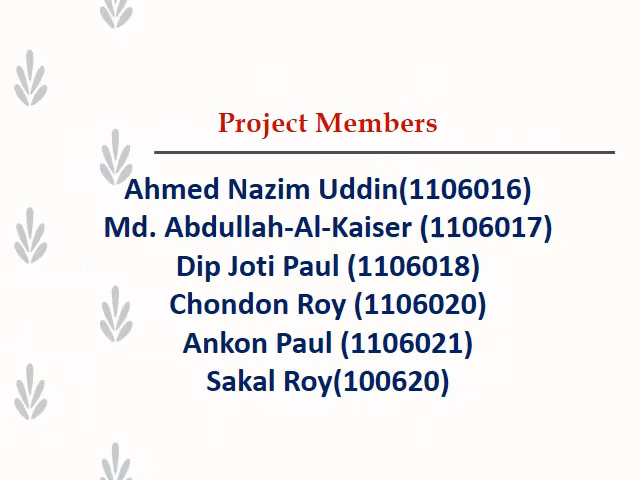 Project Members
Ahmed Nazim Uddin(1106016)
Md. Abdullah-Al-Kaiser (1106017)
Dip Joti Paul (1106018)
Chondon Roy (1106020)
Ankon Paul (1106021)
Sakal Roy(100620)